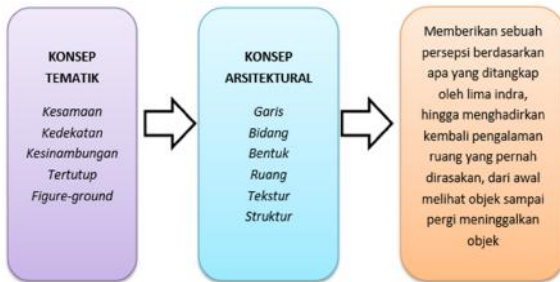 KONSEP
TEMATIK
Kesamaan
Kedekatan
Kesinambungan
Tertutup
Figure-ground
KONSEP
ARSITEKTURAL
Garis
Bidang
Bentuk
Ruang
Tekstur
Struktur
Memberikan sebuah
persepsi berdasarkan
apa yang ditangkap
oleh lima indra,
hingga menghadirkan
kembali pengalaman
ruang yang pernah
dirasakan, dari awal
melihat objek sampai
pergi meninggalkan
objek